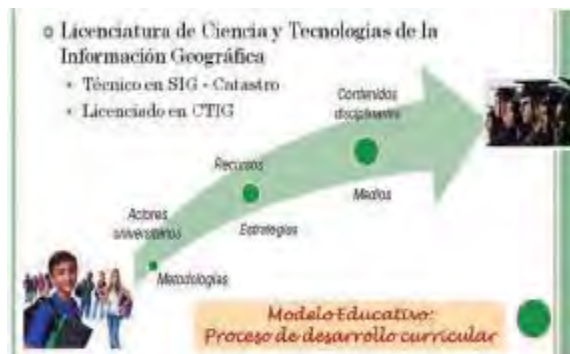 Licenciatura de Ciencia y Tecnologías de la
Información Geográfica
Técnico en SIG - Catastro
Licenciado en CTIG
Contenidos
disciplinarios
Recursos
Medios
Actores
universitarios
Estrategias
Metodologías
Modelo Educativo:
Proceso de desarrollo curricular